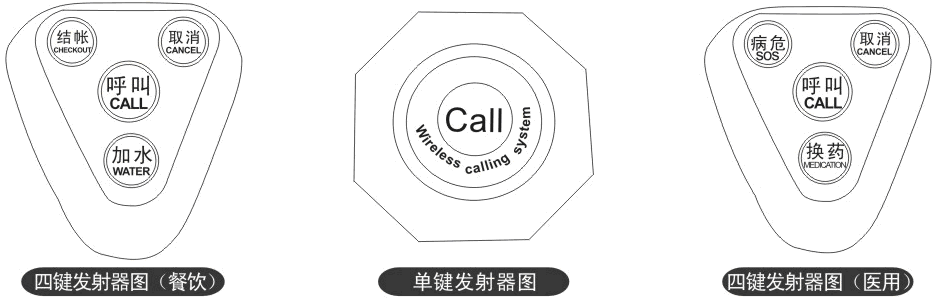 结帐
CHECKOUT
取消
CANCEL
呼叫
CALL
加水
WATER
四键发射器图（餐饮）
Call
Wireless calling system
单键发射器图
病危
SOS
取消
CANCEL
呼叫
CALL
换药
MEDICATION
四键发射器图（医用）